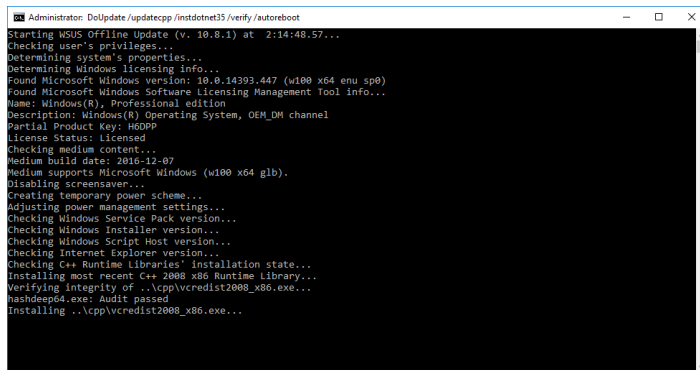 Administrator: DoUpdate /updatecpp /instdotnet35 /verify /autoreboot
Starting WSUS Offline Update (v. 10.8.1) at  2:14:48.57...
Checking user's privileges...
Determining system's properties...
Determining Windows licensing info...
Found Microsoft Windows version: 10.0.14393.447 (w100 x64 enu sp0)
Found Microsoft Windows Software Licensing Management Tool info...
Name: Windows(R), Professional edition
Description: Windows(R) Operating System, OEM_DM channel
Partial Product Key: H6DPP
License Status: Licensed
Checking medium content...
Medium build date: 2016-12-07
Medium supports Microsoft Windows (w100 x64 glb).
Disabling screensaver...
Creating temporary power scheme...
Adjusting power management settings...
Checking Windows Service Pack version...
Checking Windows Installer version...
Checking Windows Script Host version...
Checking Internet Explorer version...
Checking C++ Runtime Libraries' installation state...
Installing most recent C++ 2008 x86 Runtime Library...
Verifying integrity of ..\cpp\vcredist2008_x86.exe...
hashdeep64.exe: Audit passed
Installing ..\cpp\vcredist2008_x86.exe...